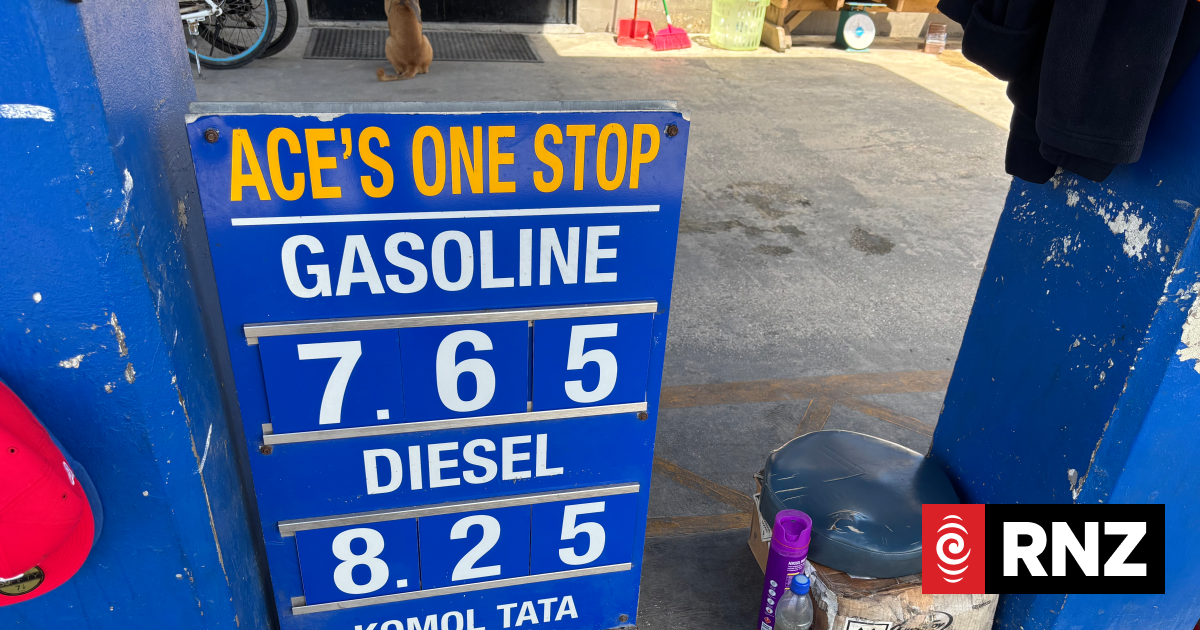 ACE'S ONE STOP
GASOLINE
7.65
DIESEL
8.25
KOMOL TATA
RNZ